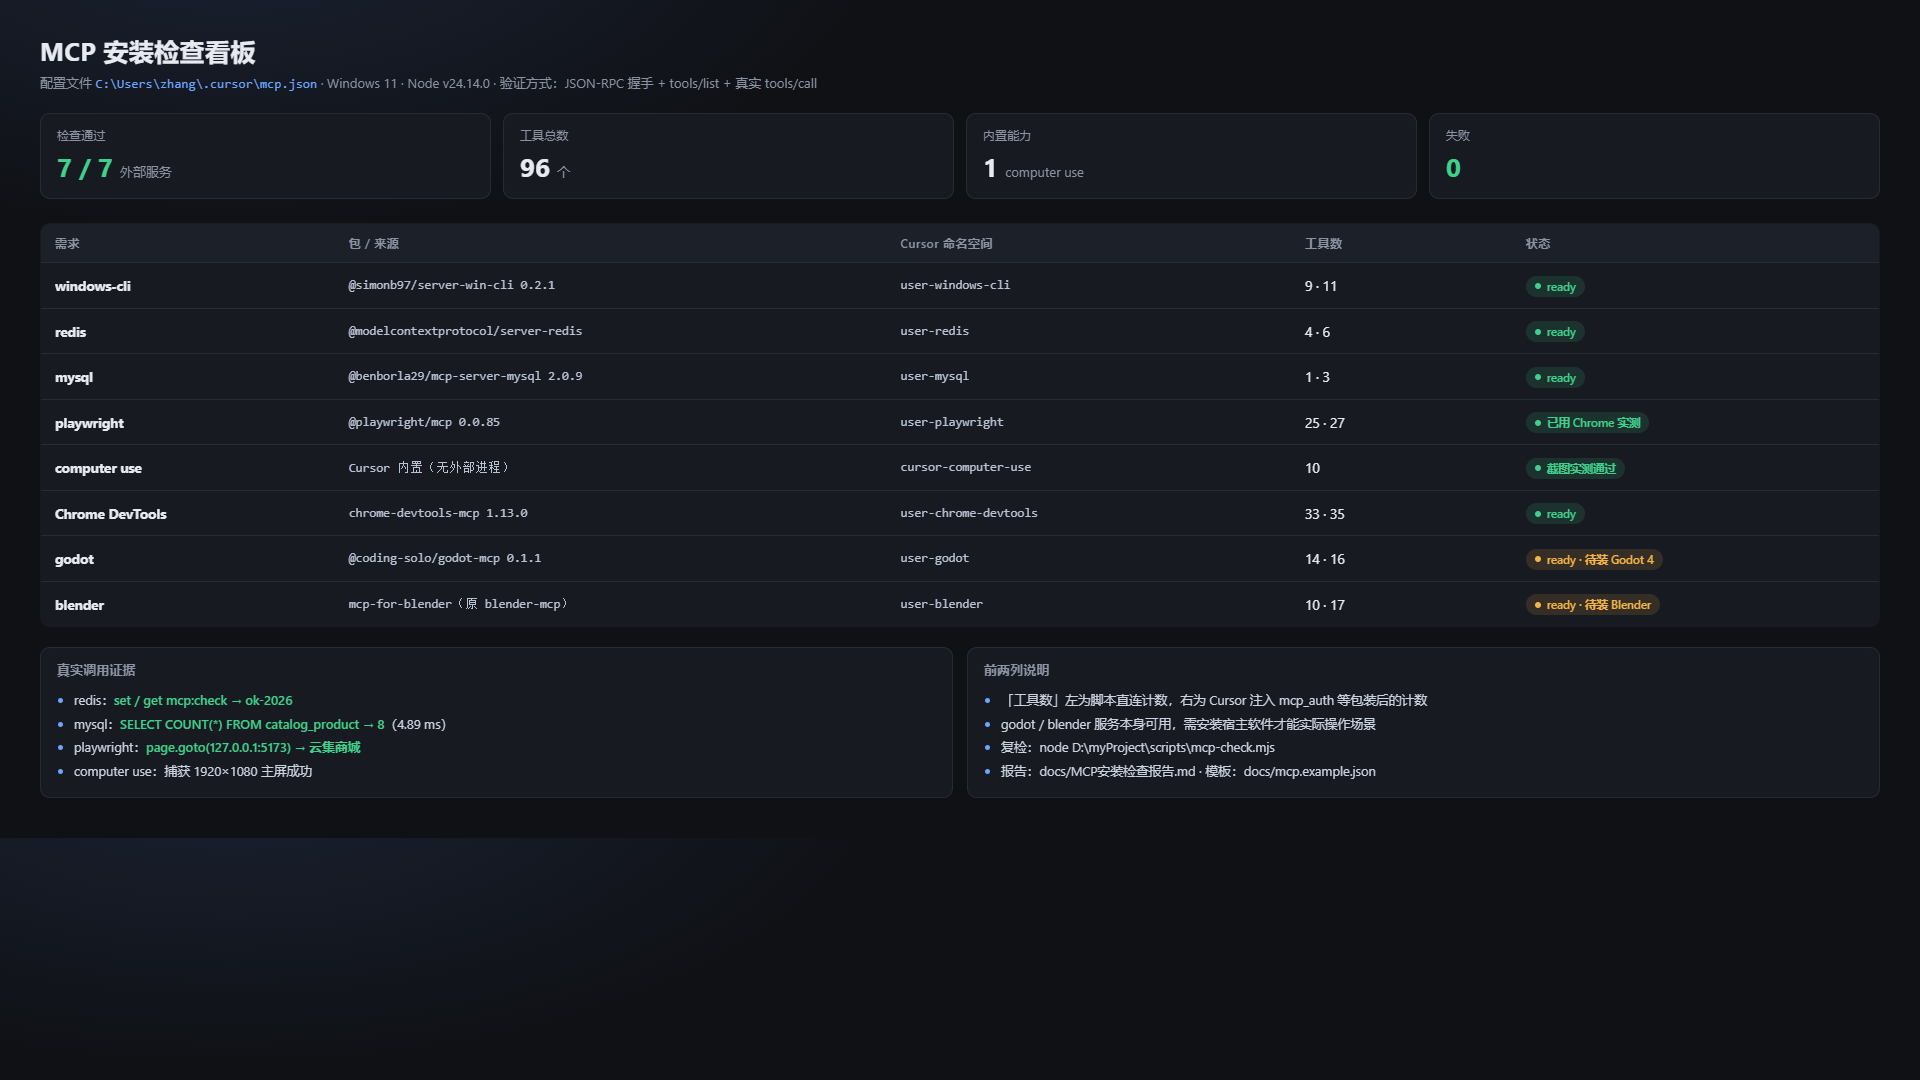 MCP 安装检查看板
配置文件 C:\Users\zhang\.cursor\mcp.json · Windows 11 · Node v24.14.0 · 验证方式：JSON-RPC 握手 + tools/list + 真实 tools/call
检查通过
7 / 7 外部服务
工具总数
96 个
内置能力
1 computer use
失败
0
需求 包 / 来源 Cursor 命名空间 工具数 状态
windows-cli @simonb97/server-win-cli 0.2.1 user-windows-cli 9 · 11 ready
redis @modelcontextprotocol/server-redis user-redis 4 · 6 ready
mysql @benborla29/mcp-server-mysql 2.0.9 user-mysql 1 · 3 ready
playwright @playwright/mcp 0.0.85 user-playwright 25 · 27 已用 Chrome 实测
computer use Cursor 内置（无外部进程） cursor-computer-use 10 截图实测通过
Chrome DevTools chrome-devtools-mcp 1.13.0 user-chrome-devtools 33 · 35 ready
godot @coding-solo/godot-mcp 0.1.1 user-godot 14 · 16 ready · 待装 Godot 4
blender mcp-for-blender（原 blender-mcp） user-blender 10 · 17 ready · 待装 Blender
真实调用证据
redis：set / get mcp:check → ok-2026
mysql：SELECT COUNT(*) FROM catalog_product → 8（4.89 ms）
playwright：page.goto(127.0.0.1:5173) → 云集商城
computer use：捕获 1920×1080 主屏成功
前两列说明
「工具数」左为脚本直连计数，右为 Cursor 注入 mcp_auth 等包装后的计数
godot / blender 服务本身可用，需安装宿主软件才能实际操作场景
复检：node D:\myProject\scripts\mcp-check.mjs
报告：docs/MCP安装检查报告.md · 模板：docs/mcp.example.json